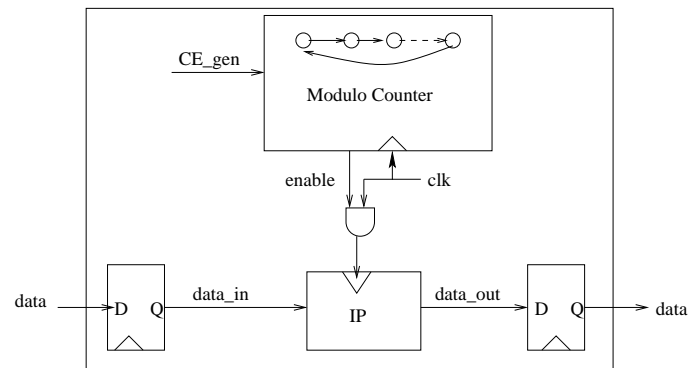 CE_gen
Modulo Counter
enable
clk
data
D Q
data_in
IP
data_out
D Q
data